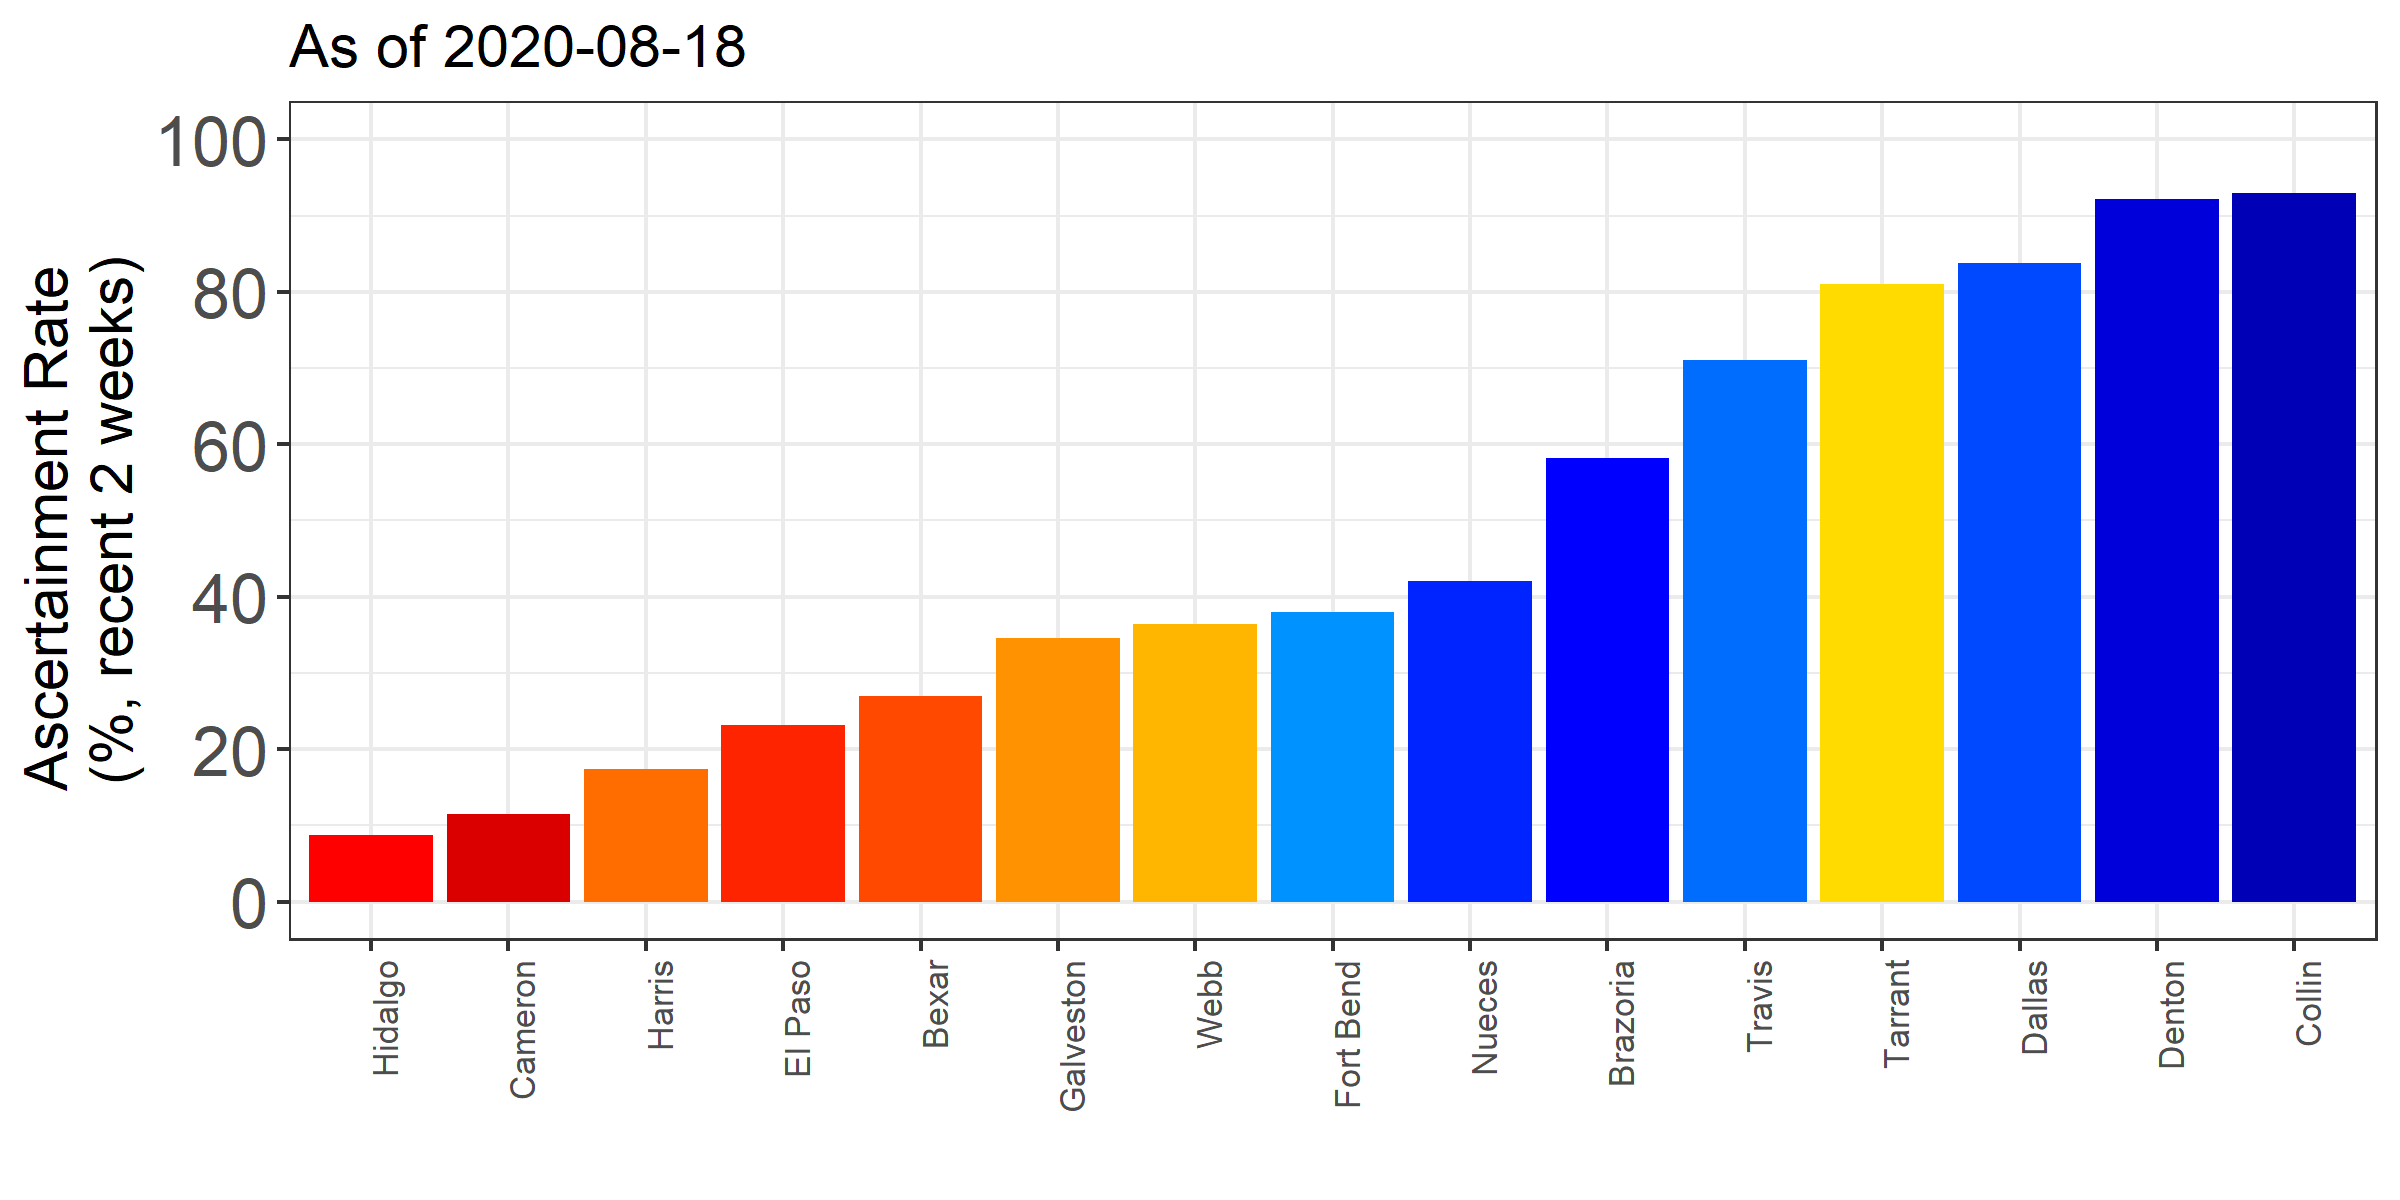 As of 2020-08-18
Ascertainment Rate
(%, recent 2 weeks)
100
80
60
40
20
0
Hidalgo
Cameron
Harris
El Paso
Bexar
Galveston
Webb
Fort Bend
Nueces
Brazoria
Travis
Tarrant
Dallas
Denton
Collin